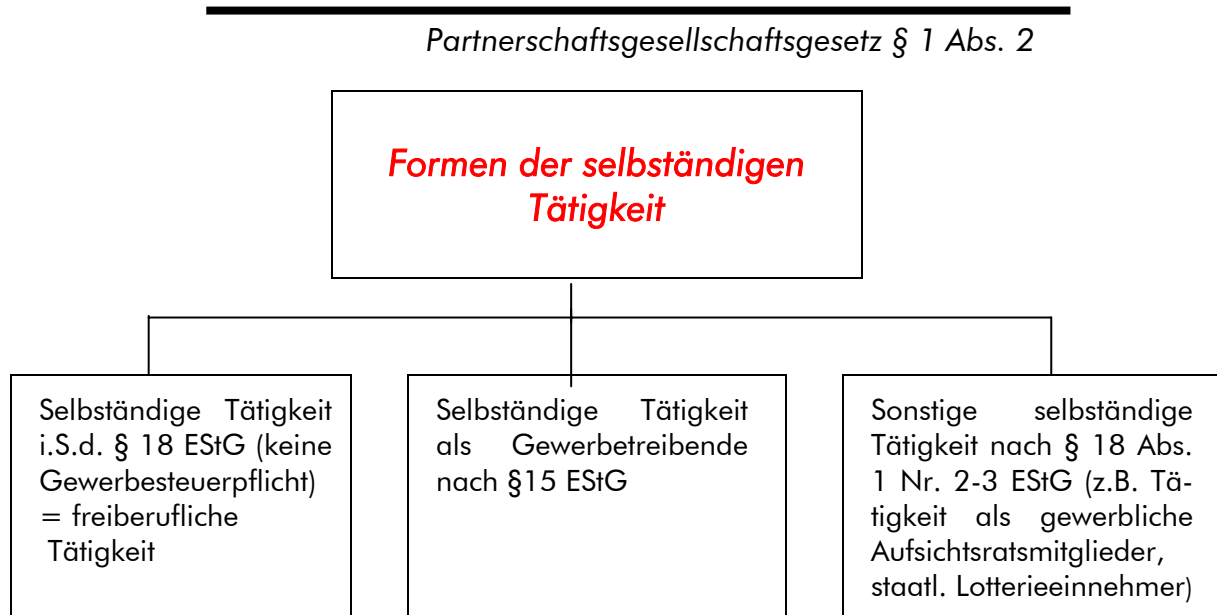 Partnerschaftsgesellschaftsgesetz § 1 Abs. 2
Formen der selbständigen
Tätigkeit
Selbständige Tätigkeit
i.S.d. § 18 EStG (keine
Gewerbesteuerpflicht)
= freiberufliche
Tätigkeit
Selbständige Tätigkeit
als Gewerbetreibende
nach §15 EStG
Sonstige selbständige
Tätigkeit nach § 18 Abs.
1 Nr. 2-3 EStG (z.B. Tä-
tigkeit als gewerbliche
Aufsichtsratsmitglieder,
staatl. Lotterieeinnehmer)